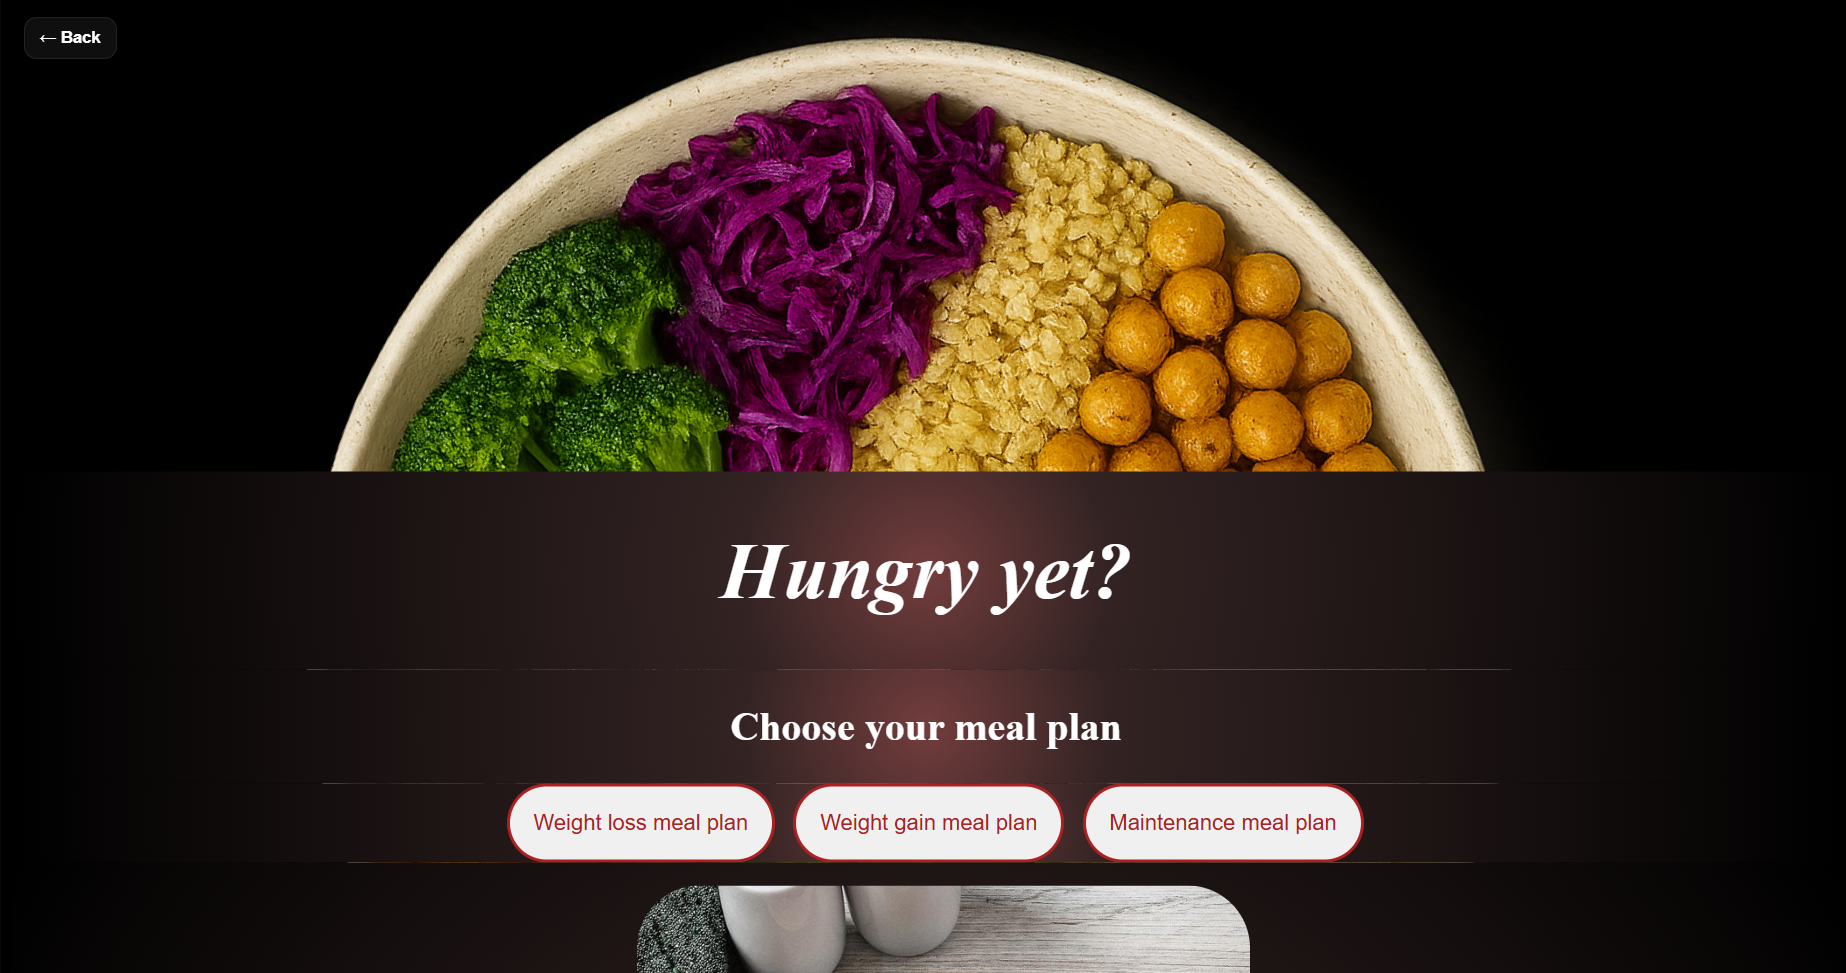 ← Back
Hungry yet?
Choose your meal plan
Weight loss meal plan
Weight gain meal plan
Maintenance meal plan